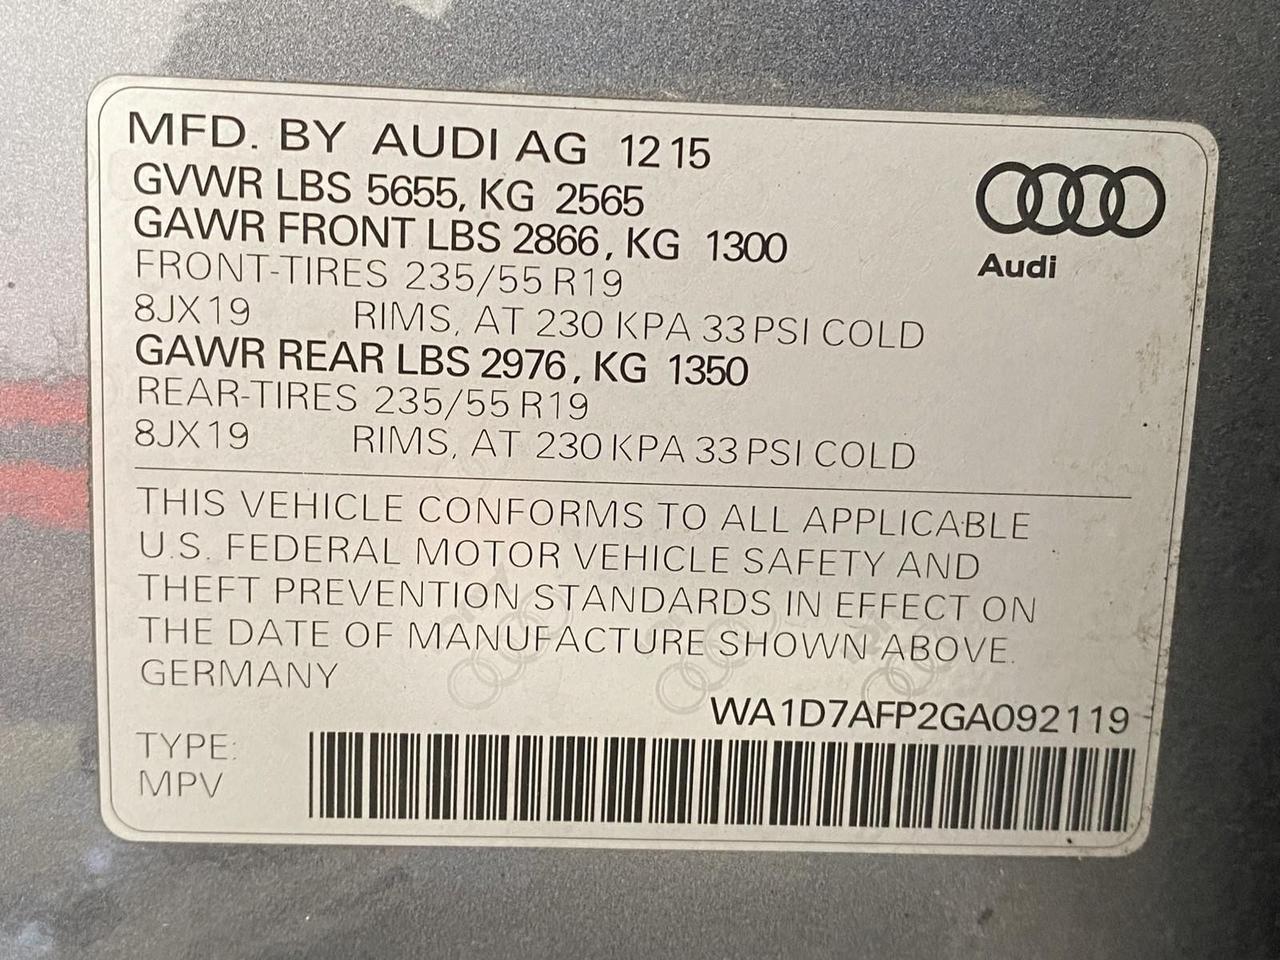 MFD. BY AUDI AG 12 15
GVWR LBS 5655, KG 2565
GAWR FRONT LBS 2866, KG 1300
FRONT-TIRES 235/55 R19
8JX19 RIMS, AT 230 KPA 33 PSI COLD
GAWR REAR LBS 2976, KG 1350
REAR-TIRES 235/55 R19
8JX19 RIMS, AT 230 KPA 33 PSI COLD
Audi
THIS VEHICLE CONFORMS TO ALL APPLICABLE
U.S. FEDERAL MOTOR VEHICLE SAFETY AND
THEFT PREVENTION STANDARDS IN EFFECT ON
THE DATE OF MANUFACTURE SHOWN ABOVE.
GERMANY
WA1D7AFP2GA092119
TYPE:
MPV